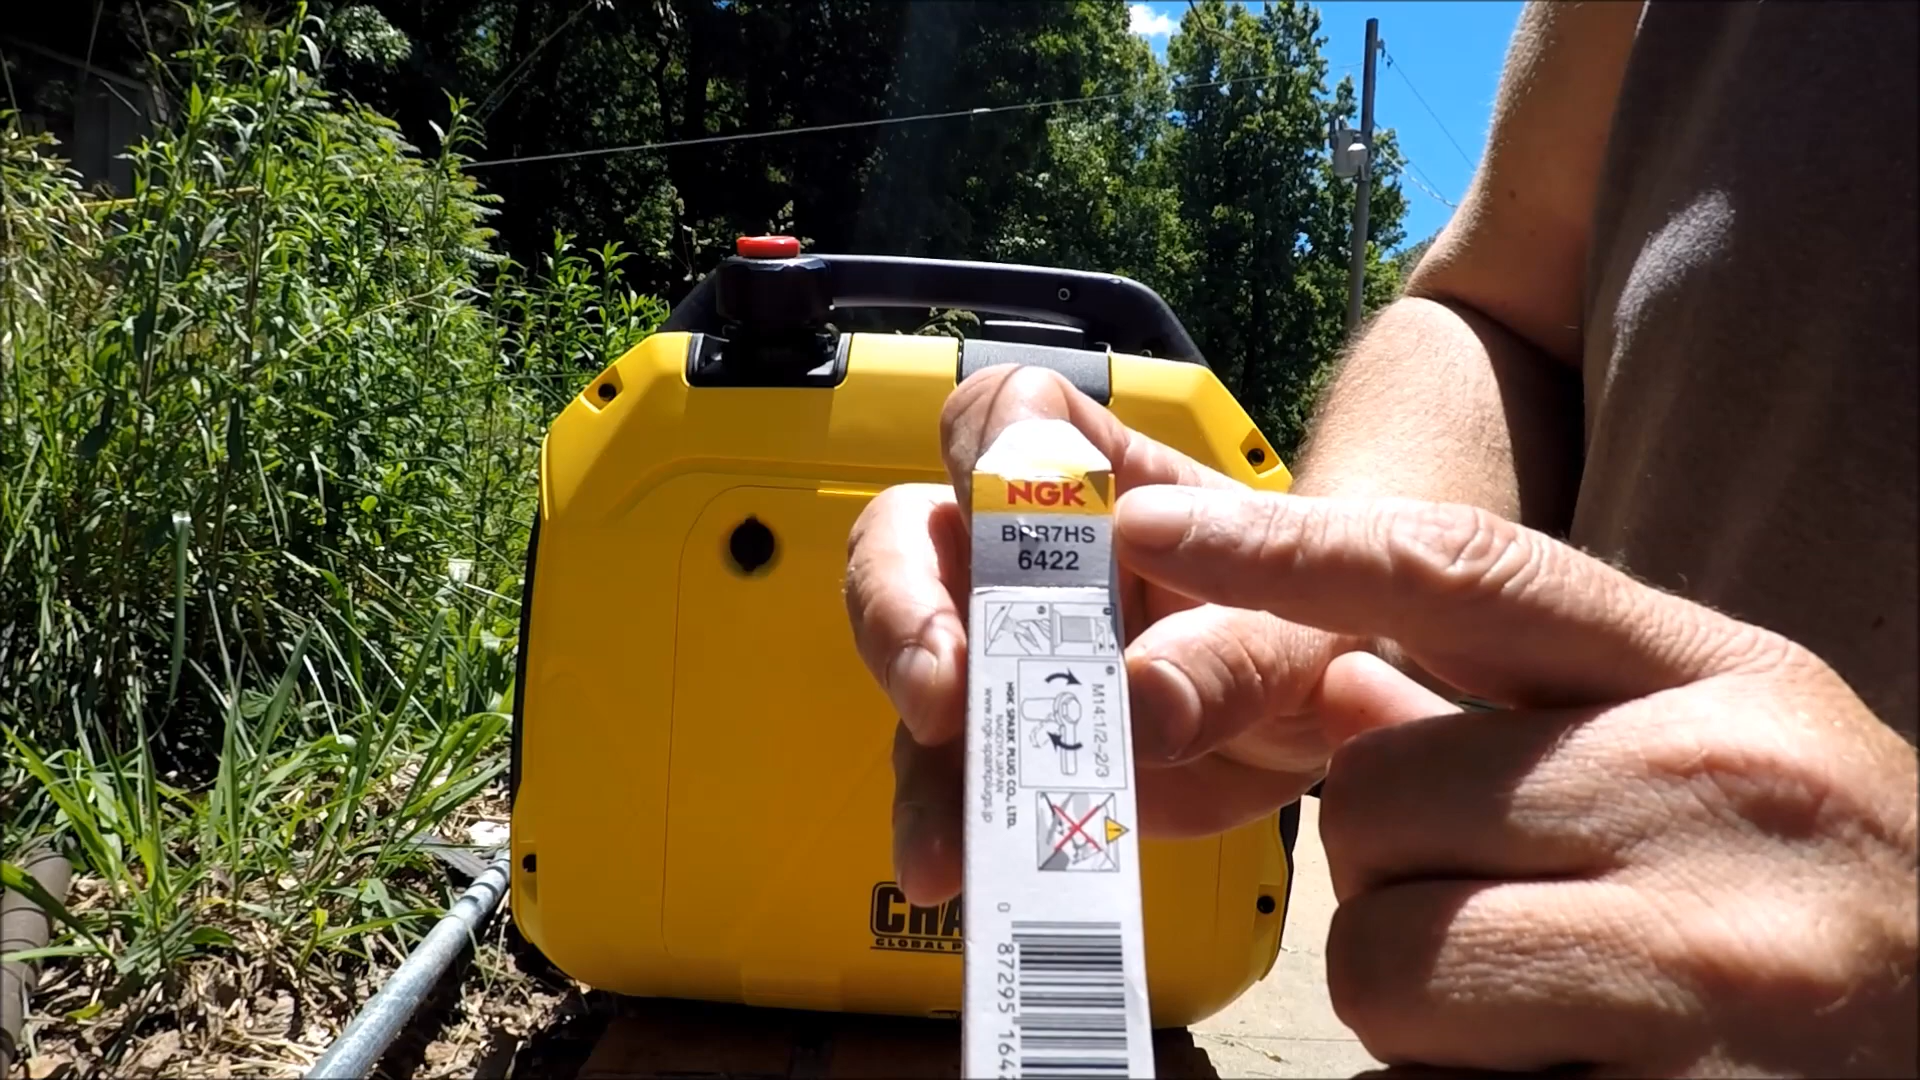 NGK
BPR7HS
6422
M14:1/2~2/3
NGK SPARK PLUG CO., LTD.
NAGOYA JAPAN
www.ngk-sparkplugs.jp
0 87295 1642
CHA
GLOBAL P